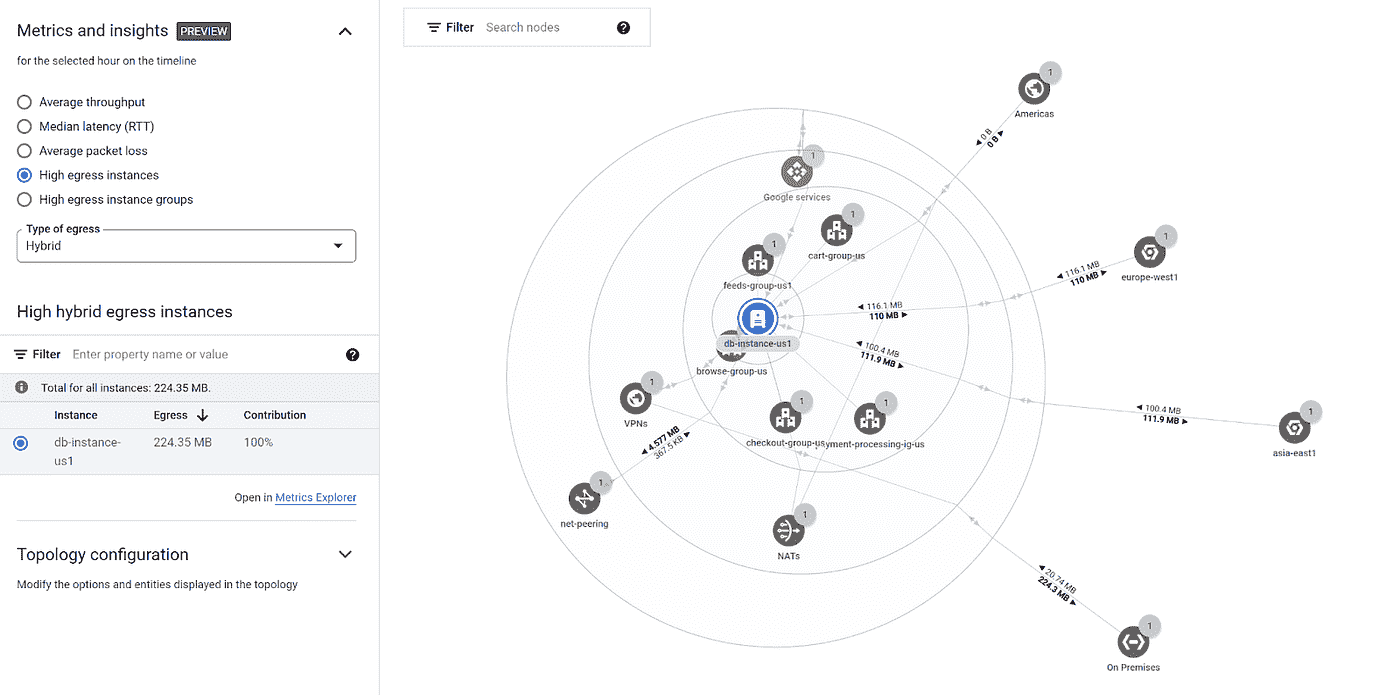 Metrics and insights PREVIEW
for the selected hour on the timeline
Average throughput
Median latency (RTT)
Average packet loss
High egress instances
High egress instance groups
Type of egress
Hybrid
High hybrid egress instances
Filter Enter property name or value
Total for all instances: 224.35 MB.
Instance Egress Contribution
db-instance-us1 224.35 MB 100%
Open in Metrics Explorer
Topology configuration
Modify the options and entities displayed in the topology
Filter Search nodes
1
Americas
0 B
0 B
1
Google services
1
cart-group-us
1
feeds-group-us1
1
europe-west1
116.1 MB
110 MB
116.1 MB
110 MB
db-instance-us1
browse-group-us
100.4 MB
111.9 MB
1
VPNs
1
checkout-group-us
1
yment-processing-ig-us
100.4 MB
111.9 MB
1
asia-east1
4.577 MB
367.5 KB
1
net-peering
1
NATs
20.74 MB
224.3 MB
1
On Premises